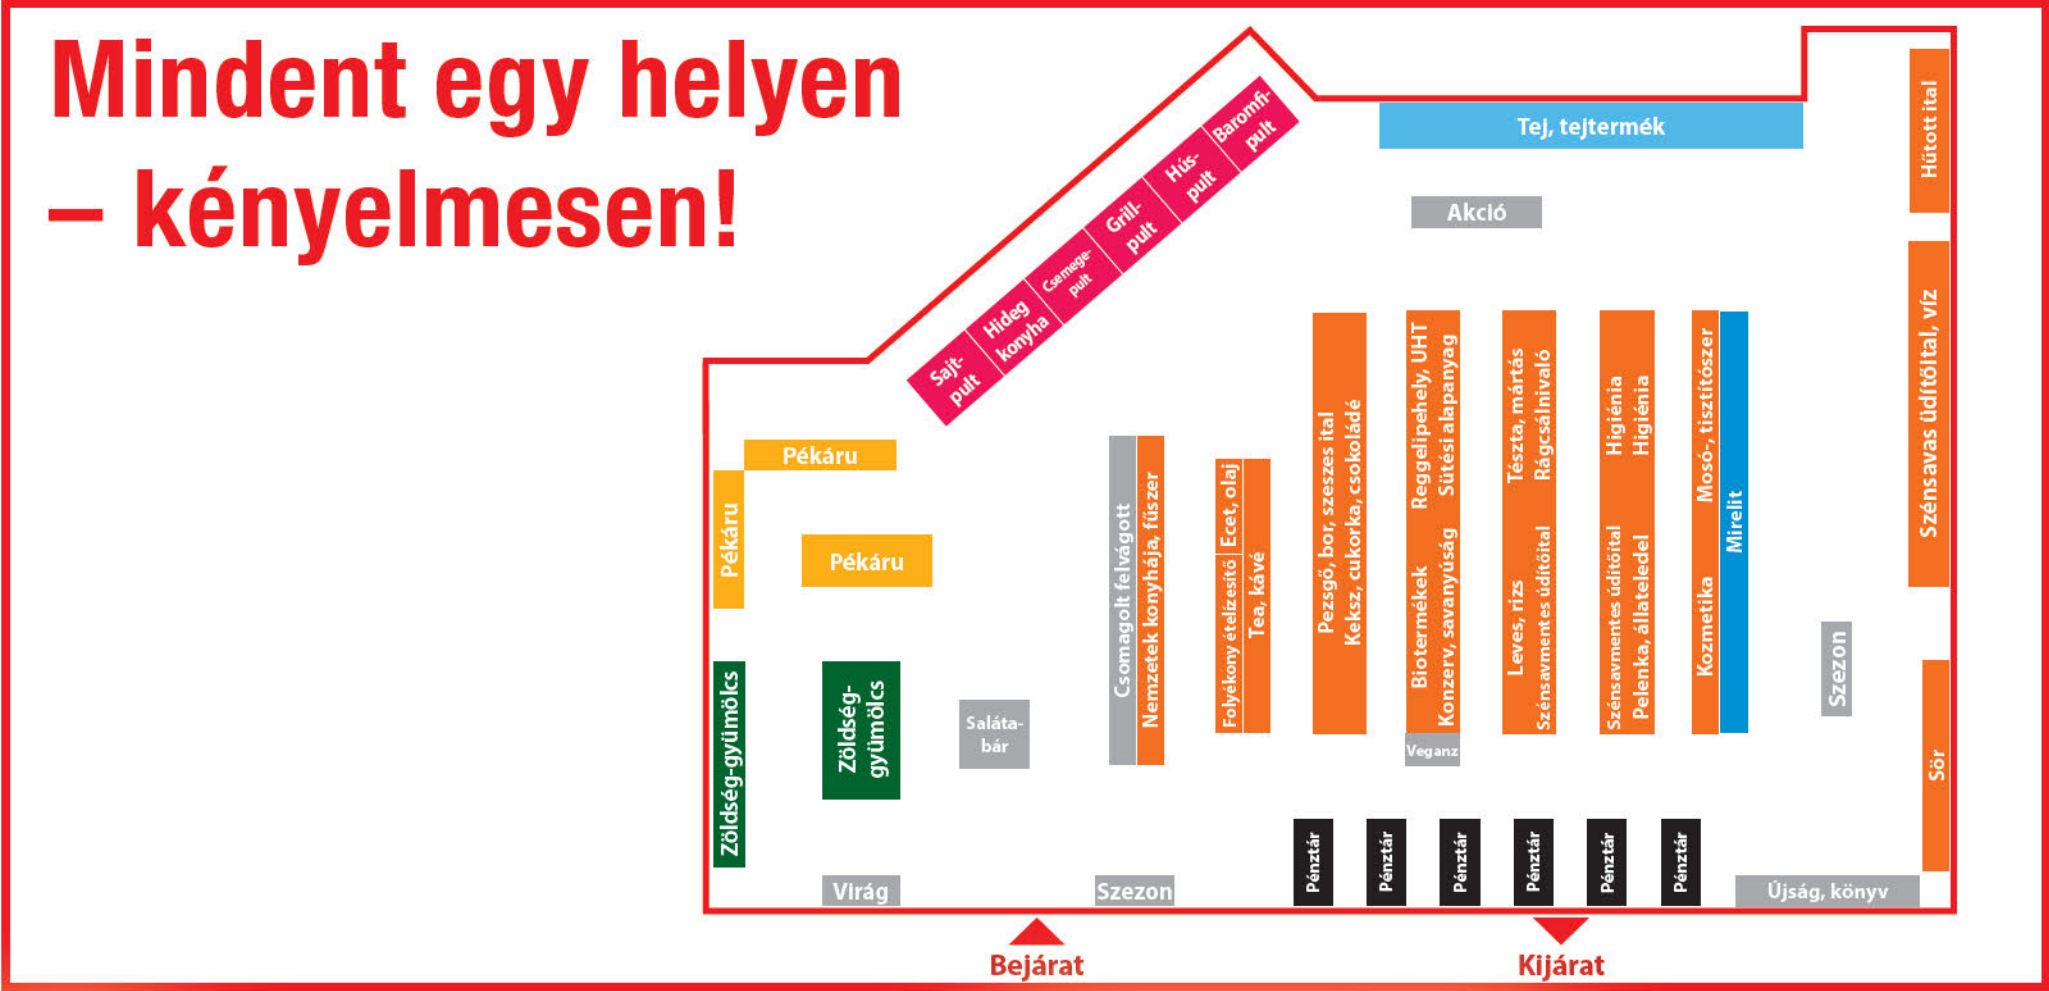 Mindent egy helyen
– kényelmesen!
Baromfi-
pult
Hús-
pult
Grill-
pult
Csemege-
pult
Hideg
konyha
Sajt-
pult
Tej, tejtermék
Akció
Hűtött ital
Szénsavas üdítőital, víz
Szezon
Sör
Pékáru
Pékáru
Pékáru
Zöldség-gyümölcs
Zöldség-
gyümölcs
Saláta-
bár
Csomagolt felvágott
Nemzetek konyhája, fűszer
Folyékony ételízesítő
Ecet, olaj
Tea, kávé
Pezsgő, bor, szeszes ital
Keksz, cukorka, csokoládé
Biotermékek
Reggelipehely, UHT
Konzerv, savanyúság
Sütési alapanyag
Veganz
Leves, rizs
Tészta, mártás
Szénsavmentes üdítőital
Rágcsálnivaló
Szénsavmentes üdítőital
Higiénia
Pelenka, állateledel
Higiénia
Kozmetika
Mosó-, tisztítószer
Mirelit
Virág
Szezon
Pénztár
Pénztár
Pénztár
Pénztár
Pénztár
Pénztár
Újság, könyv
Bejárat
Kijárat